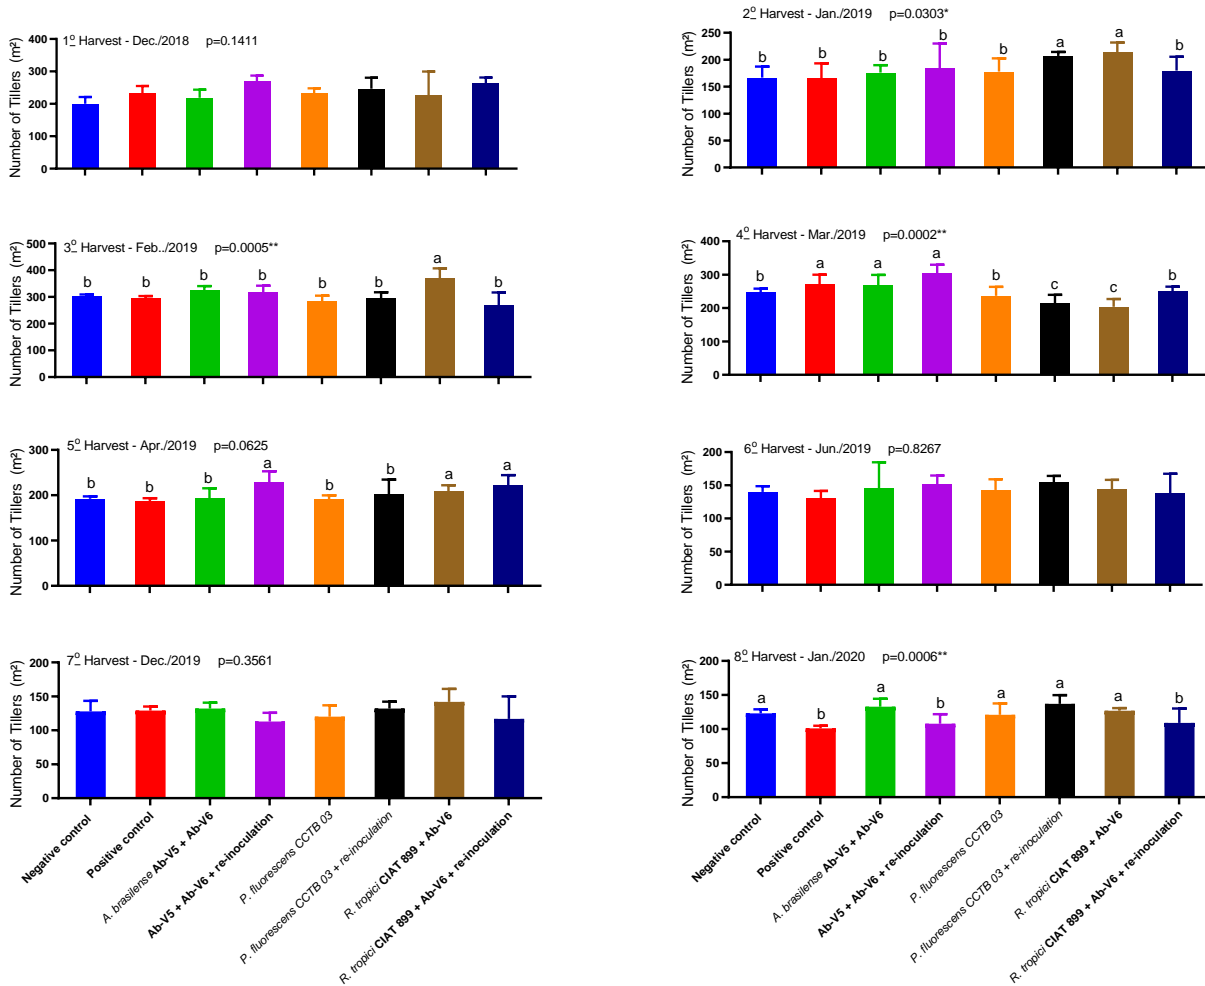 1º Harvest - Dec./2018 p=0.1411
Number of Tillers (m²)
400
300
200
100
0
2º Harvest - Jan./2019 p=0.0303*
Number of Tillers (m²)
250
200
150
100
50
0
b b b b b a a b
3º Harvest - Feb../2019 p=0.0005**
Number of Tillers (m²)
500
400
300
200
100
0
b b b b b b a b
4º Harvest - Mar./2019 p=0.0002**
Number of Tillers (m²)
400
300
200
100
0
b a a a b c c b
5º Harvest - Apr./2019 p=0.0625
Number of Tillers (m²)
300
200
100
0
b b b a b b a a
6º Harvest - Jun./2019 p=0.8267
Number of Tillers (m²)
200
150
100
50
0
7º Harvest - Dec./2019 p=0.3561
Number of Tillers (m²)
200
150
100
50
0
Negative control
Positive control
A. brasilense Ab-V5 + Ab-V6
Ab-V5 + Ab-V6 + re-inoculation
P. fluorescens CCTB 03
P. fluorescens CCTB 03 + re-inoculation
R. tropici CIAT 899 + Ab-V6
R. tropici CIAT 899 + Ab-V6 + re-inoculation
8º Harvest - Jan./2020 p=0.0006**
Number of Tillers (m²)
200
150
100
50
0
a b a b a a a b
Negative control
Positive control
A. brasilense Ab-V5 + Ab-V6
Ab-V5 + Ab-V6 + re-inoculation
P. fluorescens CCTB 03
P. fluorescens CCTB 03 + re-inoculation
R. tropici CIAT 899 + Ab-V6
R. tropici CIAT 899 + Ab-V6 + re-inoculation